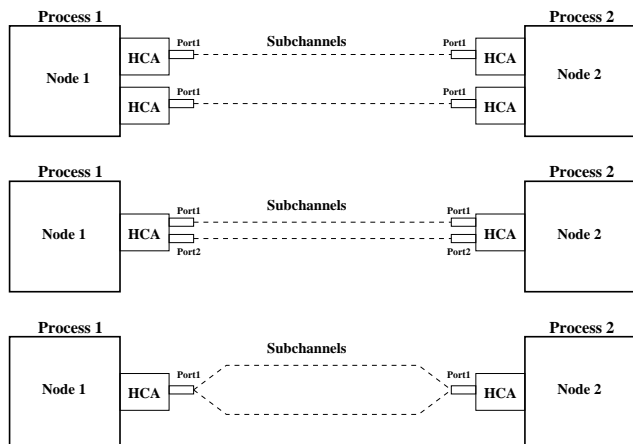 Process 1
Process 2
Subchannels
Port1
Port1
HCA
HCA
Node 1
Node 2
Port1
Port1
HCA
HCA
Process 1
Process 2
Subchannels
Port1
Port1
Node 1
HCA
HCA
Node 2
Port2
Port2
Process 1
Process 2
Subchannels
Port1
Port1
Node 1
HCA
HCA
Node 2